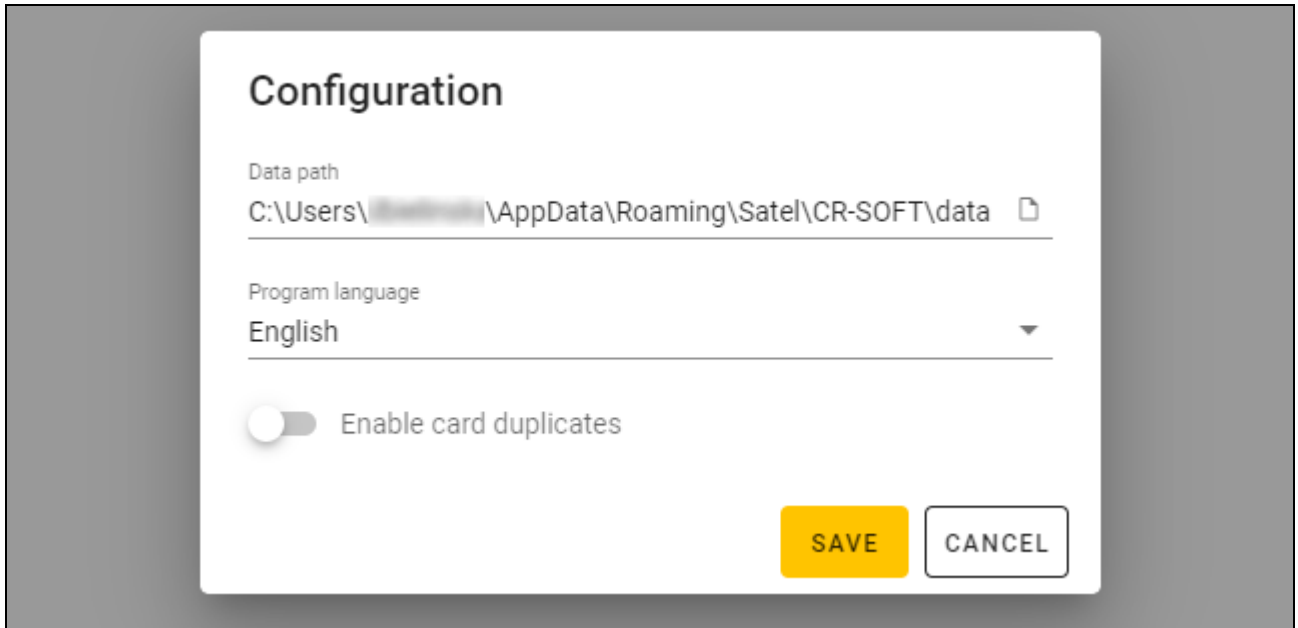 Configuration
Data path
C:\Users\ \AppData\Roaming\Satel\CR-SOFT\data
Program language
English
Enable card duplicates
SAVE CANCEL